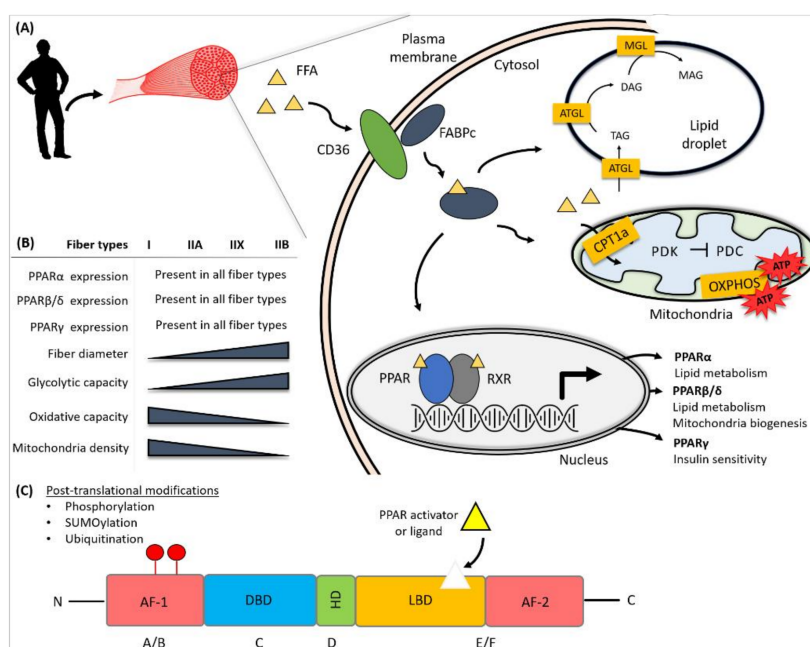 (A)
Plasma
membrane
Cytosol
FFA
CD36
FABPc
MGL
DAG
MAG
ATGL
TAG
Lipid
droplet
ATGL
CPT1a
PDK
PDC
OXPHOS
ATP
ATP
Mitochondria
PPAR
RXR
Nucleus
PPARα
Lipid metabolism
PPARβ/δ
Lipid metabolism
Mitochondria biogenesis
PPARγ
Insulin sensitivity
(B)
Fiber types I IIA IIX IIB
PPARα expression Present in all fiber types
PPARβ/δ expression Present in all fiber types
PPARγ expression Present in all fiber types
Fiber diameter
Glycolytic capacity
Oxidative capacity
Mitochondria density
(C) Post-translational modifications
• Phosphorylation
• SUMOylation
• Ubiquitination
PPAR activator
or ligand
N AF-1 DBD HD LBD AF-2 C
A/B C D E/F